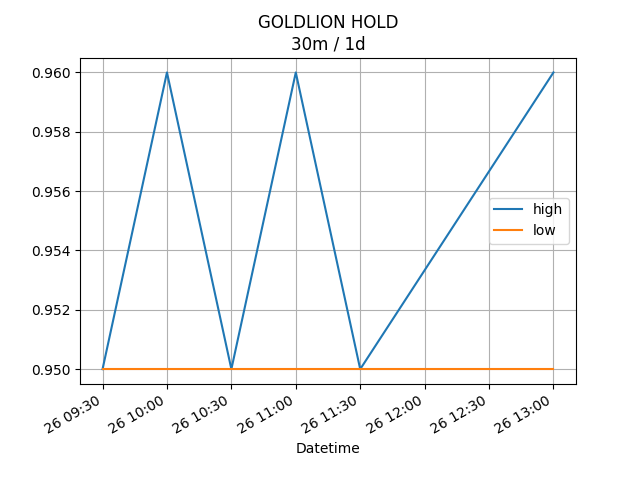 GOLDLION HOLD
30m / 1d
0.960
0.958
0.956
0.954
0.952
0.950
high
low
26 09:30
26 10:00
26 10:30
26 11:00
26 11:30
26 12:00
26 12:30
26 13:00
Datetime